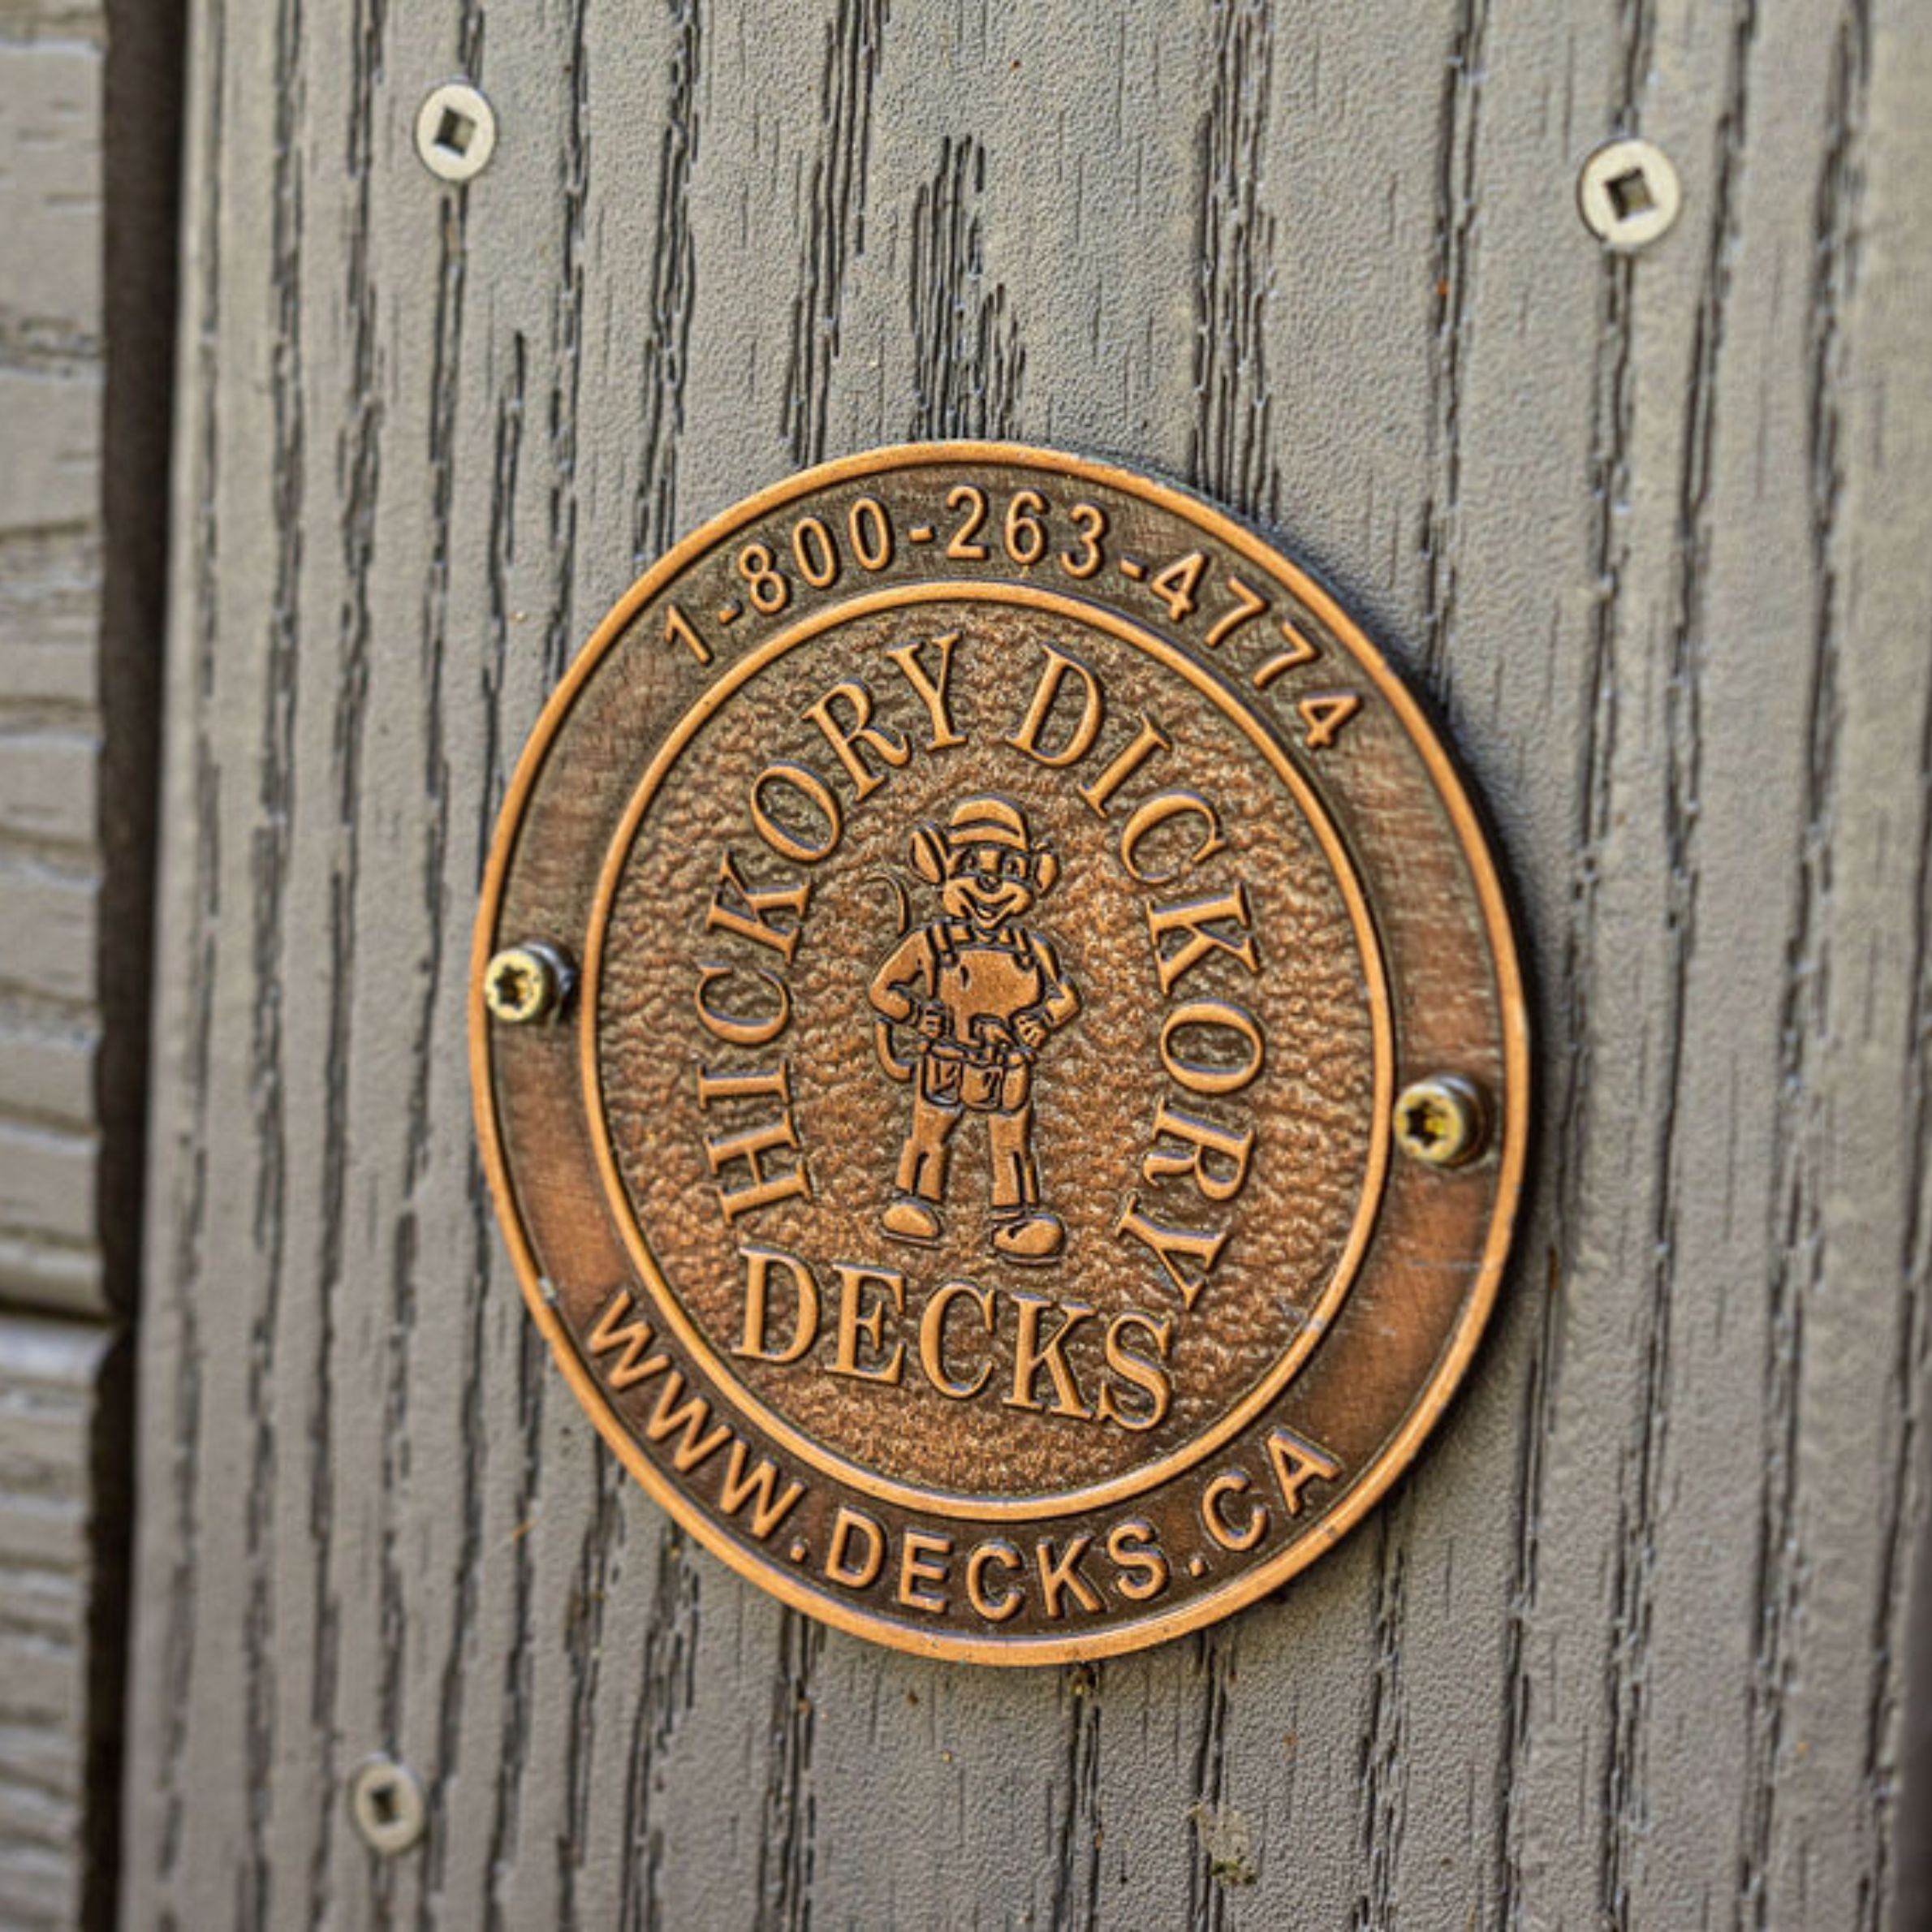 1-800-263-4774
HICKORY DICKORY
DECKS
WWW.DECKS.CA